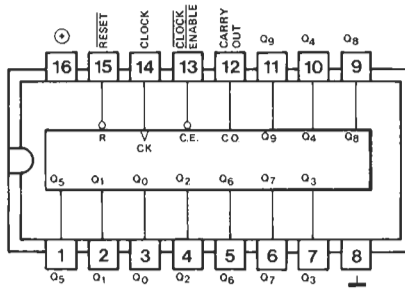 ⊕ RESET CLOCK CLOCK ENABLE CARRY OUT Q9 Q4 Q8
16 15 14 13 12 11 10 9
R CK C.E. C.O. Q9 Q4 Q8
Q5 Q1 Q0 Q2 Q6 Q7 Q3
1 2 3 4 5 6 7 8
Q5 Q1 Q0 Q2 Q6 Q7 Q3